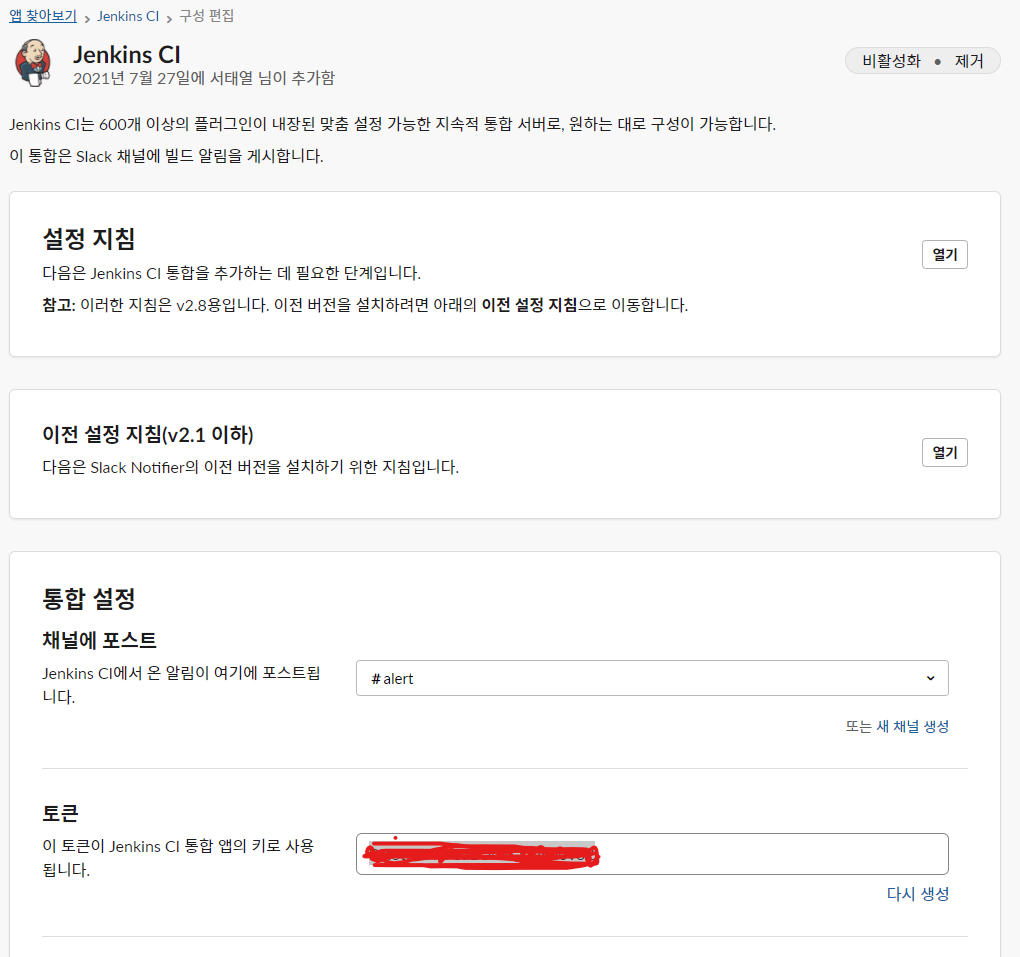 앱 찾아보기 › Jenkins CI › 구성 편집
Jenkins CI
2021년 7월 27일에 서태열 님이 추가함
비활성화 • 제거
Jenkins CI는 600개 이상의 플러그인이 내장된 맞춤 설정 가능한 지속적 통합 서버로, 원하는 대로 구성이 가능합니다.
이 통합은 Slack 채널에 빌드 알림을 게시합니다.
설정 지침
열기
다음은 Jenkins CI 통합을 추가하는 데 필요한 단계입니다.
참고: 이러한 지침은 v2.8용입니다. 이전 버전을 설치하려면 아래의 이전 설정 지침으로 이동합니다.
이전 설정 지침(v2.1 이하)
열기
다음은 Slack Notifier의 이전 버전을 설치하기 위한 지침입니다.
통합 설정
채널에 포스트
Jenkins CI에서 온 알림이 여기에 포스트됩
니다.
# alert
또는 새 채널 생성
토큰
이 토큰이 Jenkins CI 통합 앱의 키로 사용
됩니다.
다시 생성